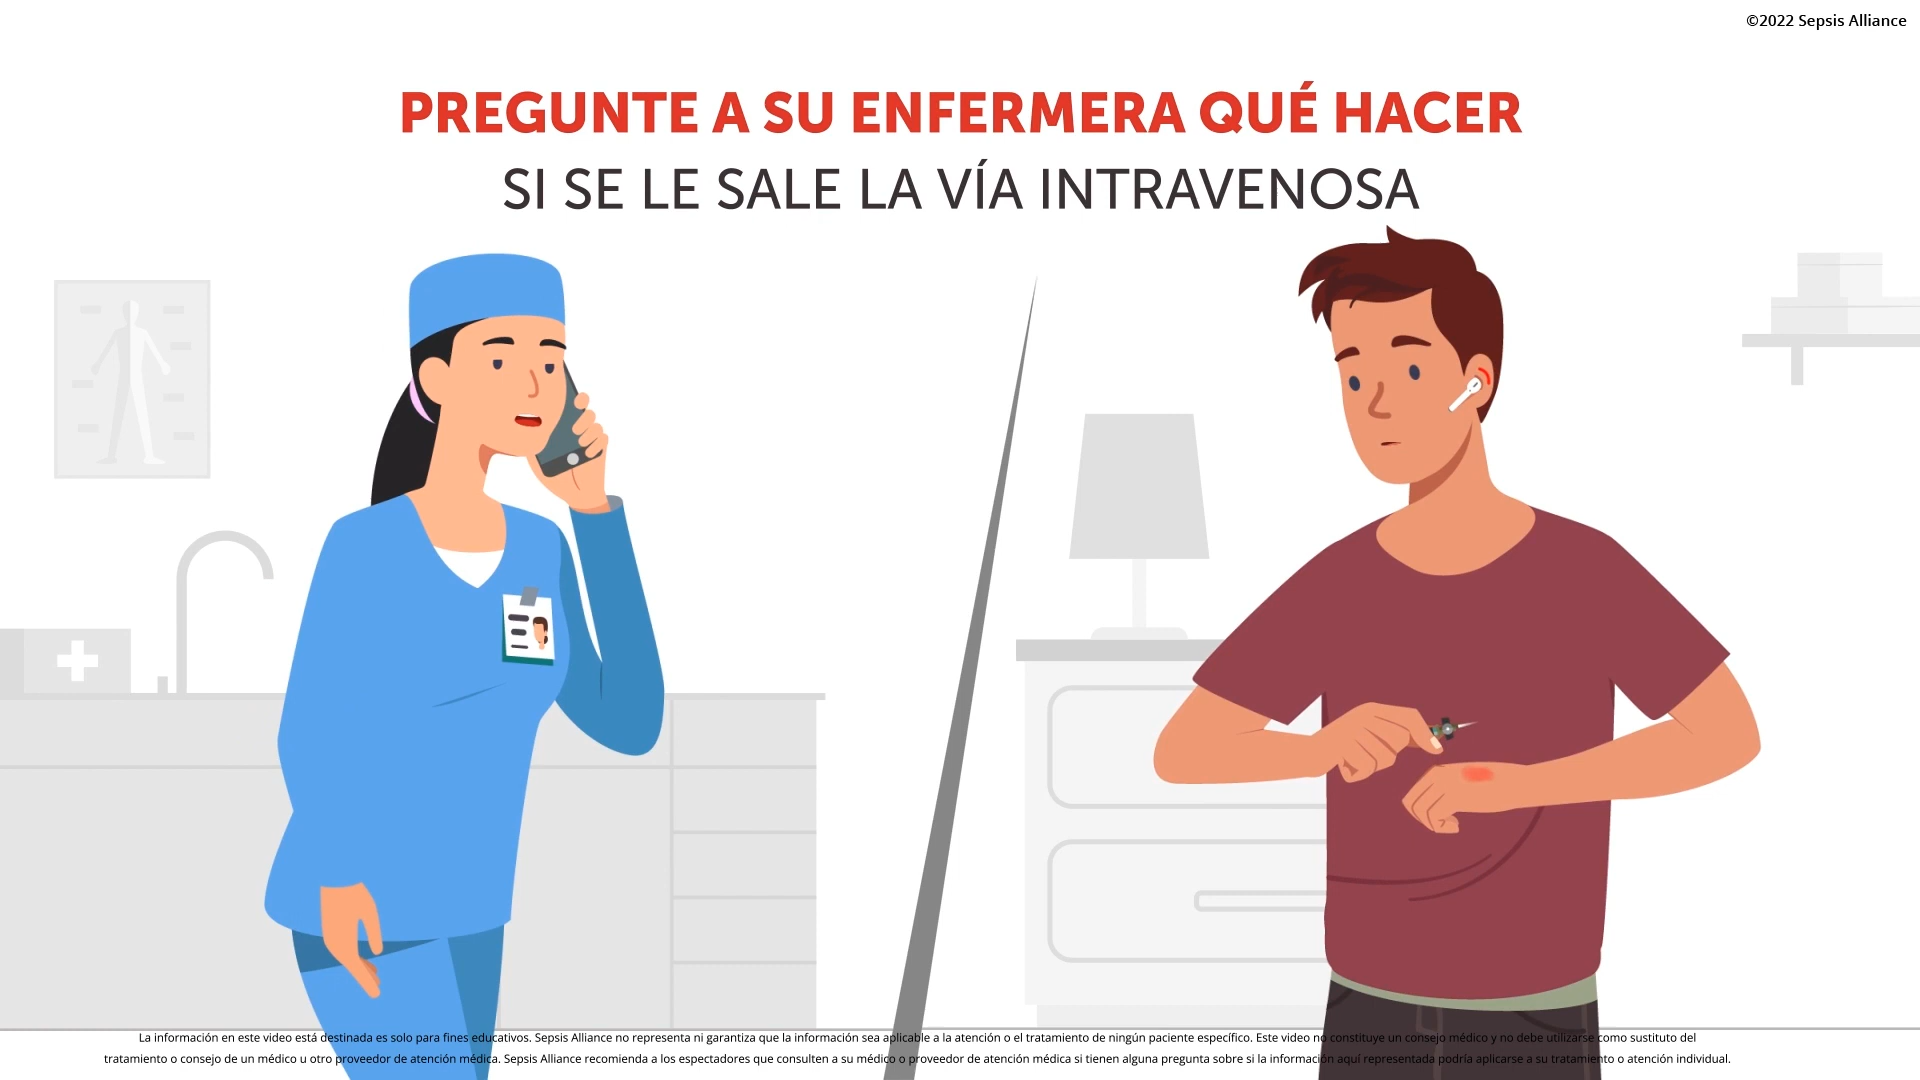 ©2022 Sepsis Alliance
PREGUNTE A SU ENFERMERA QUÉ HACER
SI SE LE SALE LA VÍA INTRAVENOSA
La información en este video está destinada es solo para fines educativos. Sepsis Alliance no representa ni garantiza que la información sea aplicable a la atención o el tratamiento de ningún paciente específico. Este video no constituye un consejo médico y no debe utilizarse como sustituto del
tratamiento o consejo de un médico u otro proveedor de atención médica. Sepsis Alliance recomienda a los espectadores que consulten a su médico o proveedor de atención médica si tienen alguna pregunta sobre si la información aquí representada podría aplicarse a su tratamiento o atención individual.